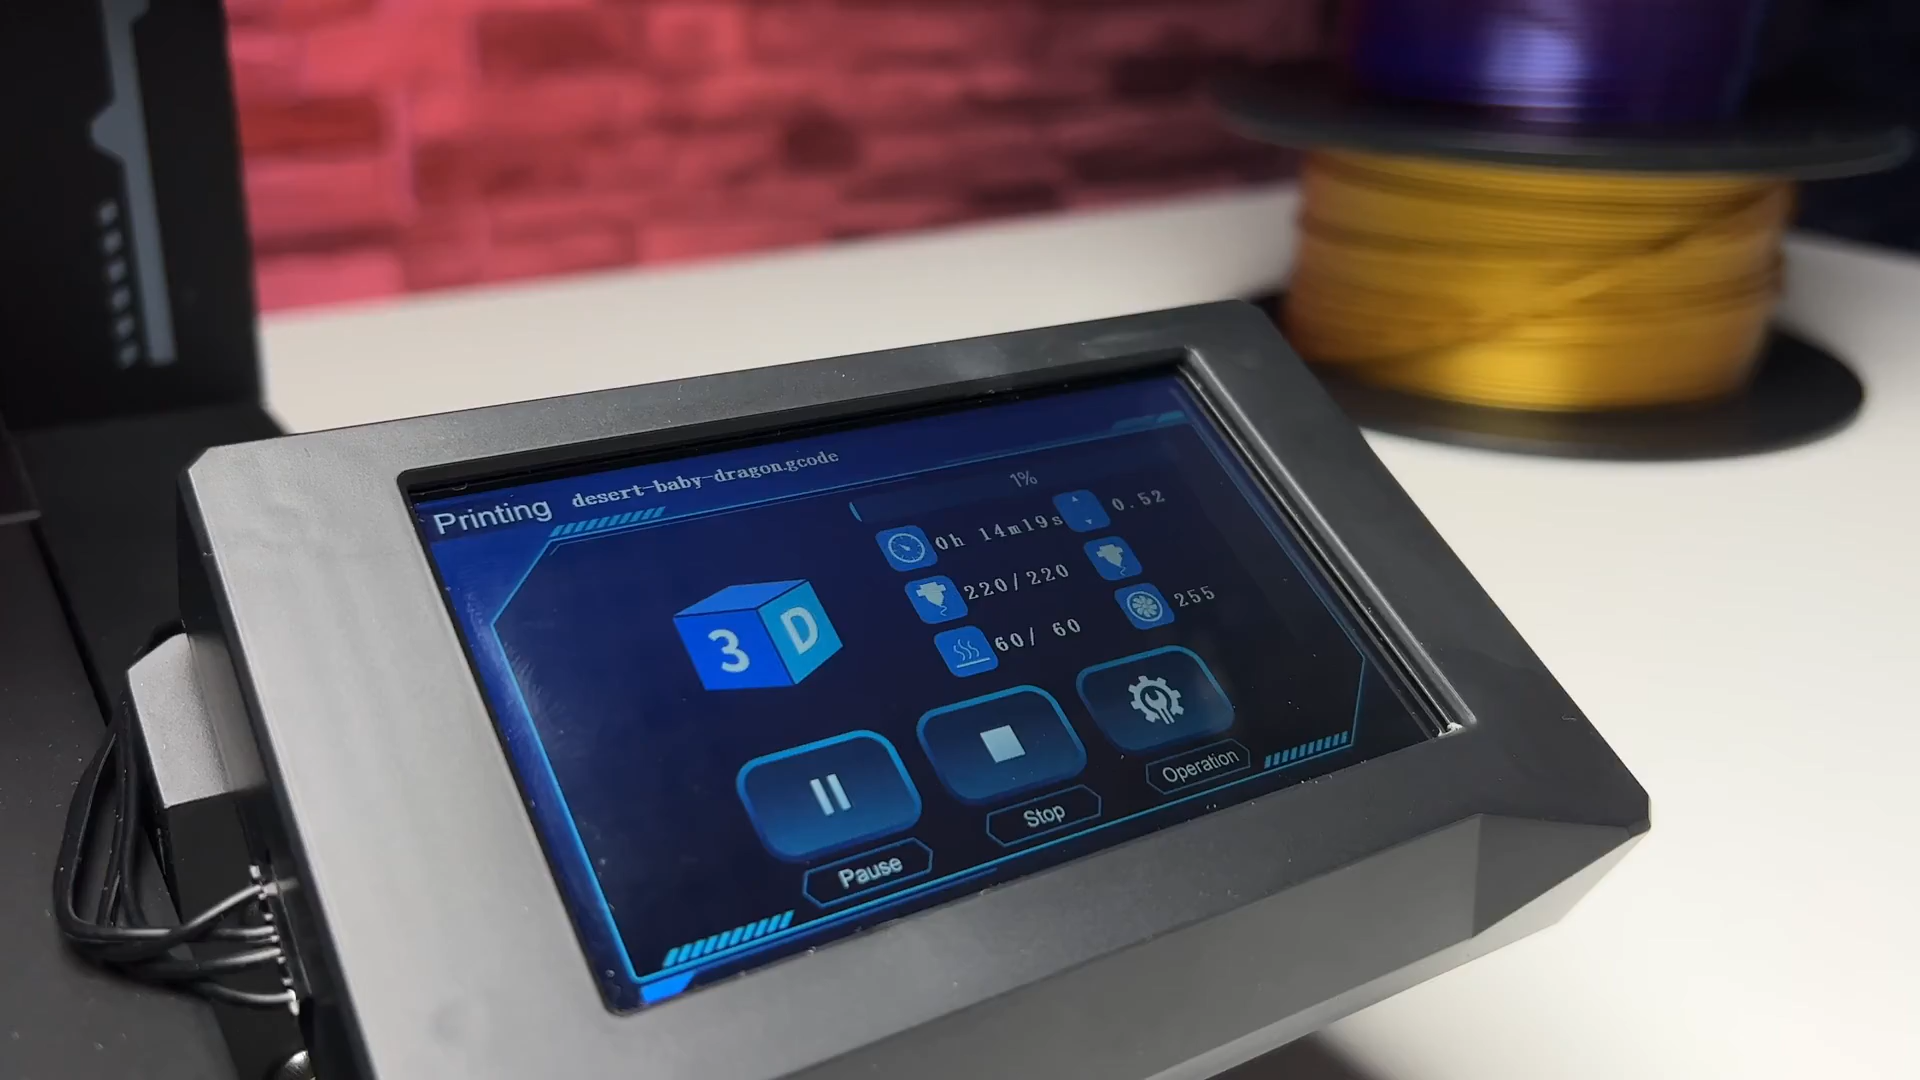 Printing desert-baby-dragon.gcode
1%
0h 14m19s 0.52
220/220
60/ 60 255
3D
Pause Stop Operation